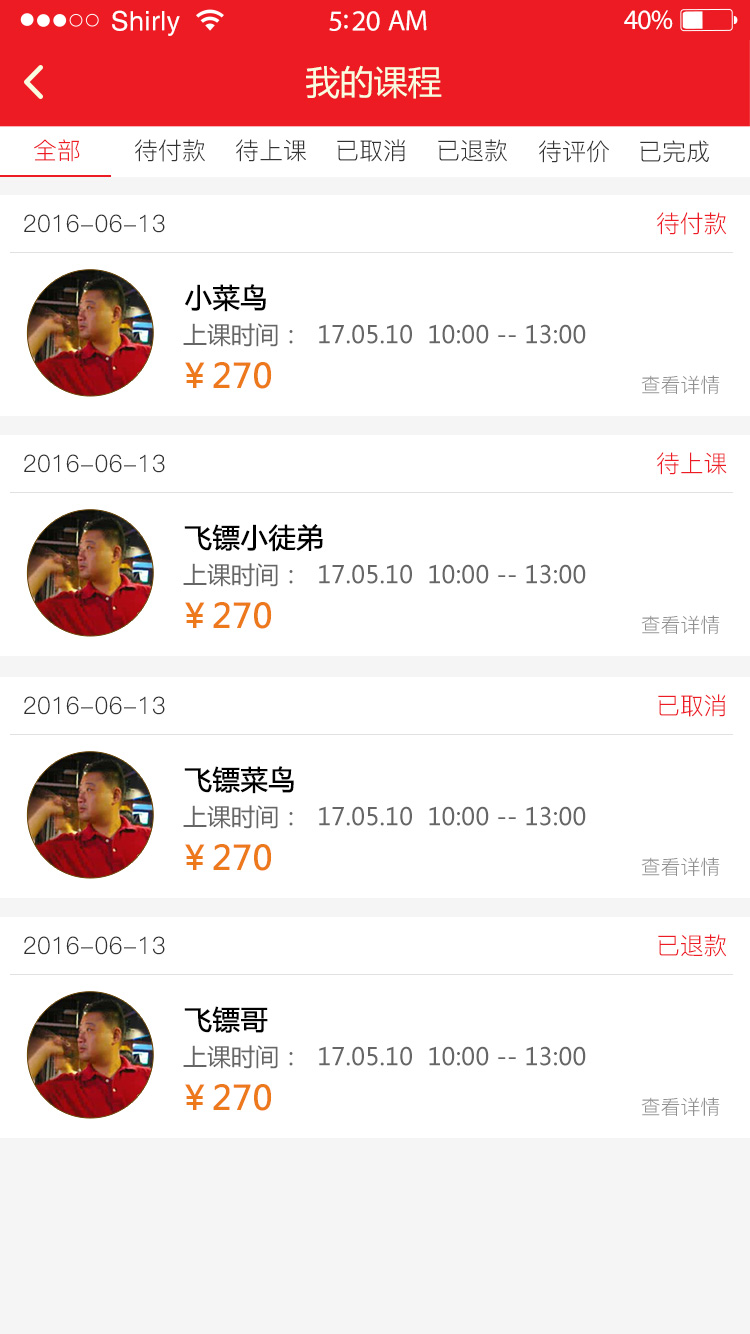 Shirly 5:20 AM 40%
我的课程
全部 待付款 待上课 已取消 已退款 待评价 已完成
2016-06-13 待付款
小菜鸟
上课时间： 17.05.10 10:00 -- 13:00
¥ 270
查看详情
2016-06-13 待上课
飞镖小徒弟
上课时间： 17.05.10 10:00 -- 13:00
¥ 270
查看详情
2016-06-13 已取消
飞镖菜鸟
上课时间： 17.05.10 10:00 -- 13:00
¥ 270
查看详情
2016-06-13 已退款
飞镖哥
上课时间： 17.05.10 10:00 -- 13:00
¥ 270
查看详情